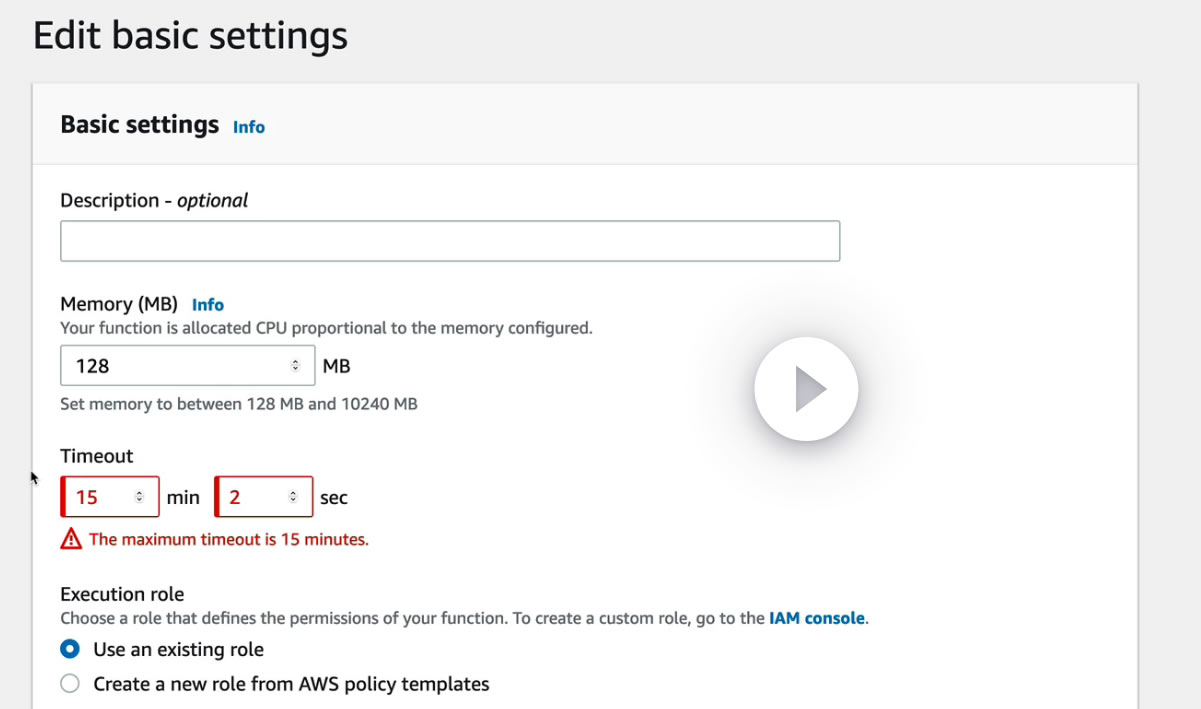 Edit basic settings
Basic settings Info
Description - optional
Memory (MB) Info
Your function is allocated CPU proportional to the memory configured.
128 MB
Set memory to between 128 MB and 10240 MB
Timeout
15 min 2 sec
The maximum timeout is 15 minutes.
Execution role
Choose a role that defines the permissions of your function. To create a custom role, go to the IAM console.
Use an existing role
Create a new role from AWS policy templates